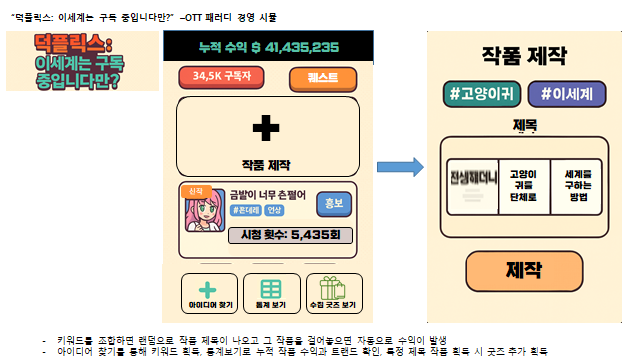 “덕플릭스: 이세계는 구독 중입니다만?” –OTT 패러디 경영 시뮬
덕플릭스:
이세계는 구독
중입니다만?
누적 수익 $ 41,435,235
34,5K 구독자
퀘스트
+
작품 제작
신작
금발이 너무 츤쩔어
#흔데레
연상
홍보
시청 횟수: 5,435회
아이디어 찾기
통계 보기
수집 굿즈 보기
작품 제작
#고양이귀
#이세계
제목
전생해더니
고양이
귀를
단체로
세계를
구하는
방법
제작
- 키워드를 조합하면 랜덤으로 작품 제목이 나오고 그 작품을 걸어놓으면 자동으로 수익이 발생
- 아이디어 찾기를 통해 키워드 획득, 통계보기로 누적 작품 수익과 트렌드 확인, 특정 제목 작품 획득 시 굿즈 추가 획득